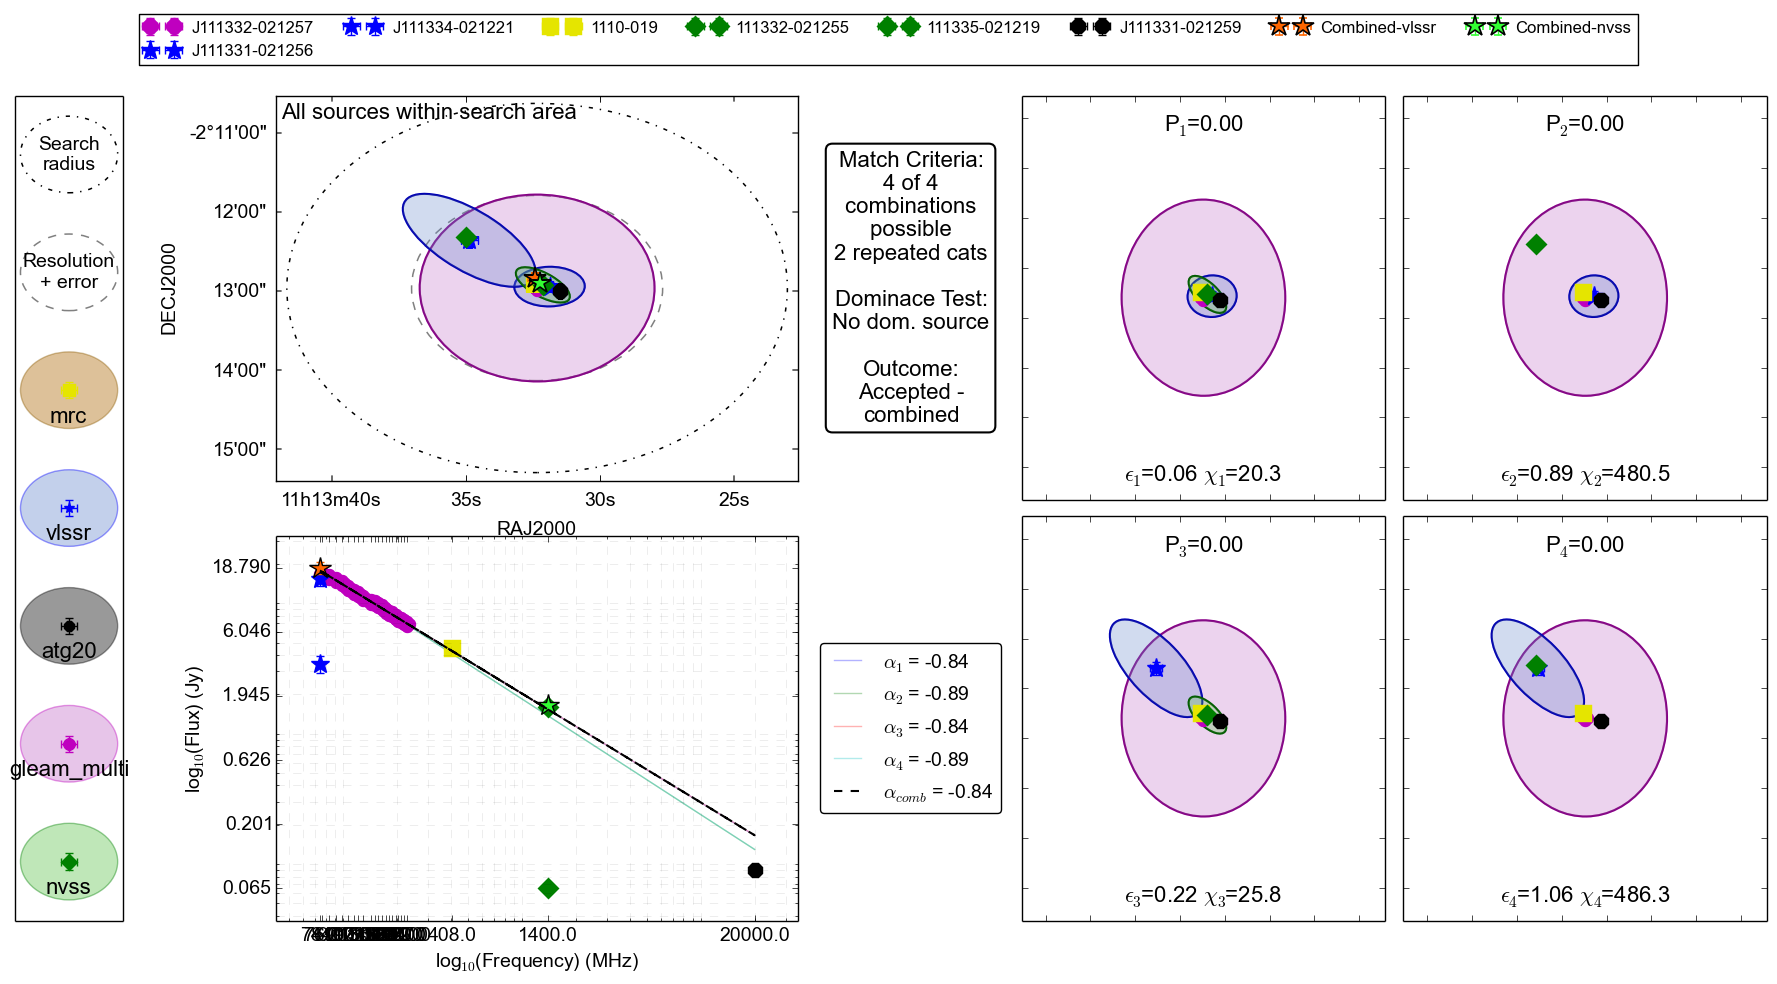 J111332-021257
J111334-021221
1110-019
111332-021255
111335-021219
J111331-021259
Combined-vlssr
Combined-nvss
J111331-021256
Search
radius
Resolution
+ error
mrc
vlssr
atg20
gleam_multi
nvss
All sources within search area
-2°11'00"
12'00"
13'00"
14'00"
15'00"
DECJ2000
11h13m40s
35s
30s
25s
RAJ2000
Match Criteria:
4 of 4
combinations
possible
2 repeated cats
Dominace Test:
No dom. source
Outcome:
Accepted -
combined
P1=0.00
ϵ1=0.06 χ1=20.3
P2=0.00
ϵ2=0.89 χ2=480.5
P3=0.00
ϵ3=0.22 χ3=25.8
P4=0.00
ϵ4=1.06 χ4=486.3
18.790
6.046
1.945
0.626
0.201
0.065
log10(Flux) (Jy)
408.0
1400.0
20000.0
log10(Frequency) (MHz)
α1 = -0.84
α2 = -0.89
α3 = -0.84
α4 = -0.89
αcomb = -0.84